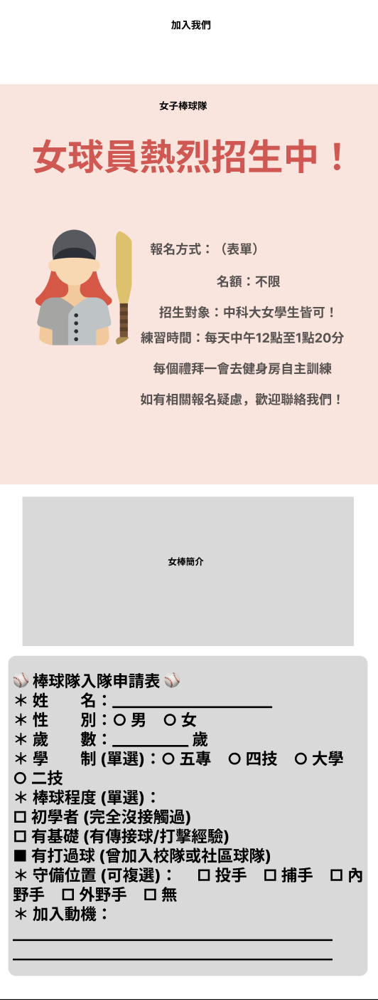 加入我們
女子棒球隊
女球員熱烈招生中！
報名方式：（表單）
名額：不限
招生對象：中科大女學生皆可！
練習時間：每天中午12點至1點20分
每個禮拜一會去健身房自主訓練
如有相關報名疑慮，歡迎聯絡我們！
女棒簡介
⚾ 棒球隊入隊申請表 ⚾
＊ 姓　　名：____________________
＊ 性　　別：○ 男　○ 女
＊ 歲　　數：__________ 歲
＊ 學　　制 (單選)：○ 五專　○ 四技　○ 大學
○ 二技
＊ 棒球程度 (單選)：
□ 初學者 (完全沒接觸過)
□ 有基礎 (有傳接球/打擊經驗)
■ 有打過球 (曾加入校隊或社區球隊)
＊ 守備位置 (可複選)：　□ 投手　□ 捕手　□ 內
野手　□ 外野手　□ 無
＊ 加入動機：
________________________________________
________________________________________